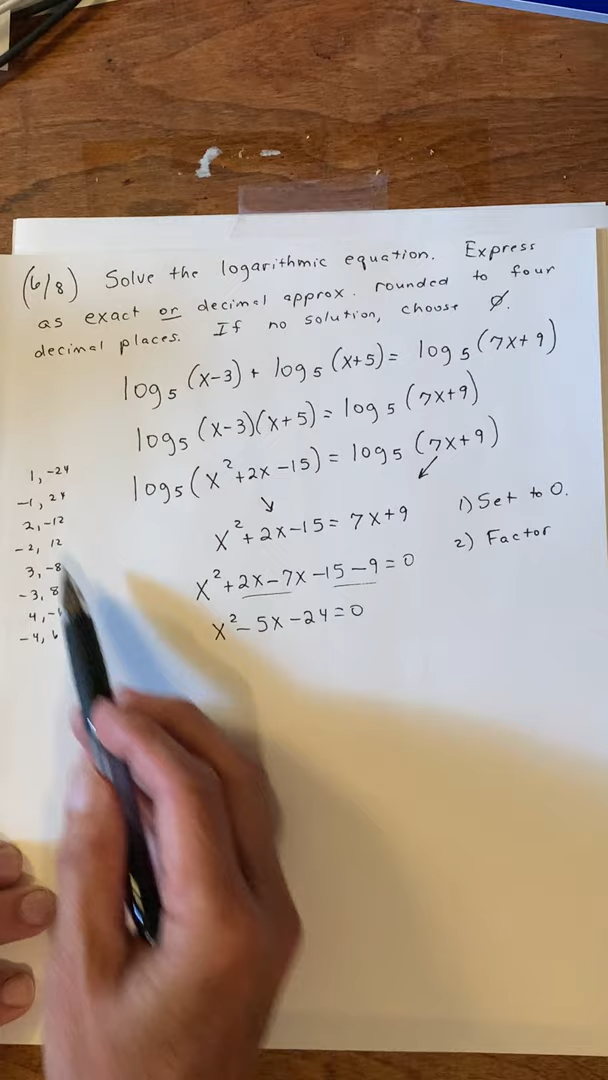 (6/8) Solve the logarithmic equation. Express
as exact or decimal approx. rounded to four
decimal places. If no solution, choose ∅.
log₅(x-3) + log₅(x+5) = log₅(7x+9)
log₅(x-3)(x+5) = log₅(7x+9)
log₅(x²+2x-15) = log₅(7x+9)
x²+2x-15 = 7x+9
x²+2x-7x-15-9=0
x²-5x-24=0
1) Set to 0.
2) Factor
1, -24
-1, 24
2, -12
-2, 12
3, -8
-3, 8
4, -
-4, 6